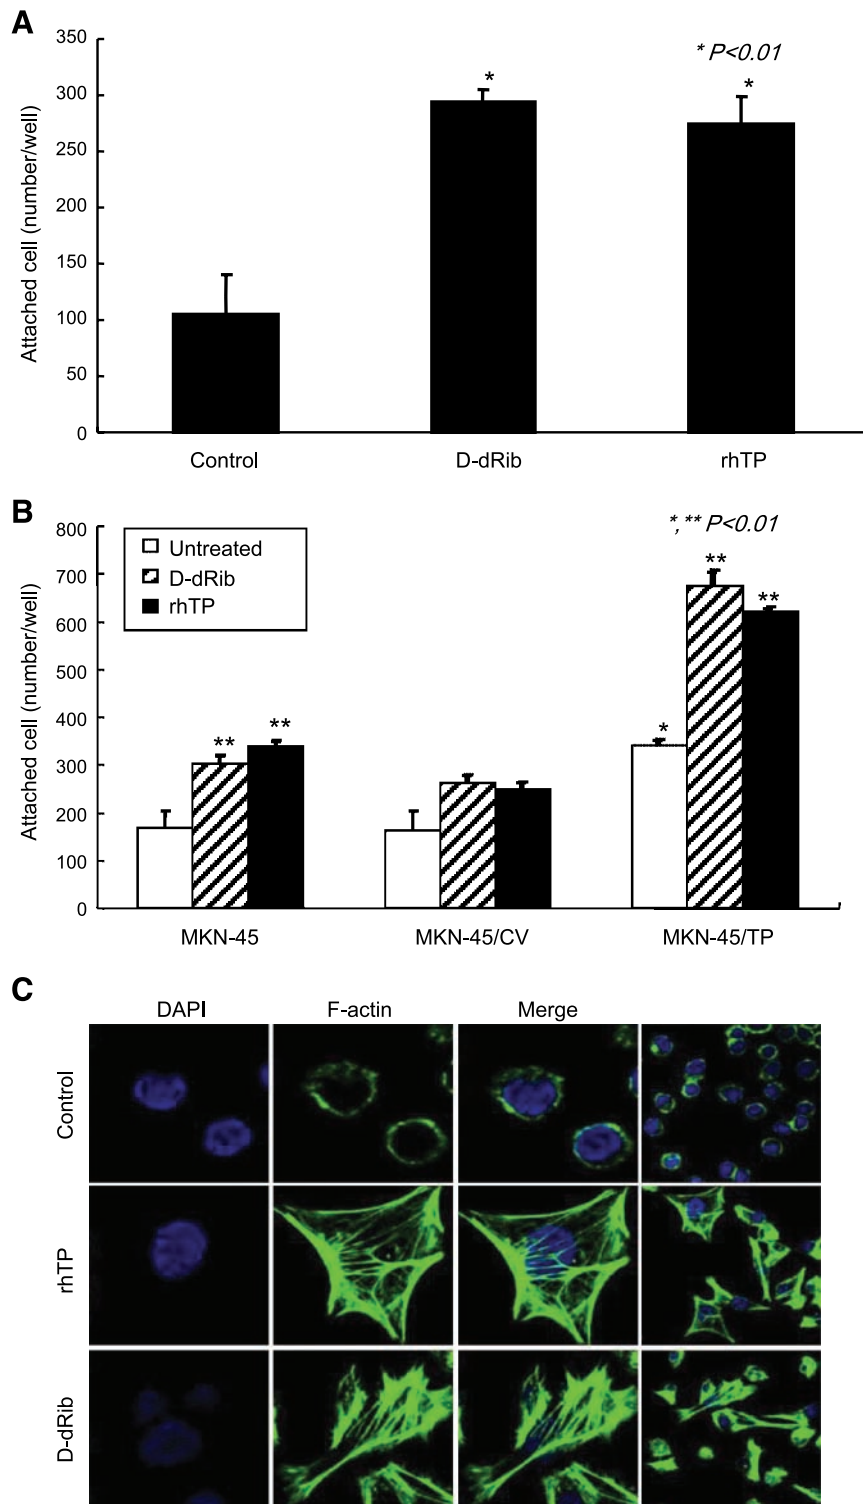 A
350
300
250
200
150
100
50
0
Attached cell (number/well)
* P<0.01
*
*
Control
D-dRib
rhTP
B
800
700
600
500
400
300
200
100
0
Attached cell (number/well)
Untreated
D-dRib
rhTP
*,** P<0.01
**
**
*
**
**
MKN-45
MKN-45/CV
MKN-45/TP
C
DAPI
F-actin
Merge
Control
rhTP
D-dRib